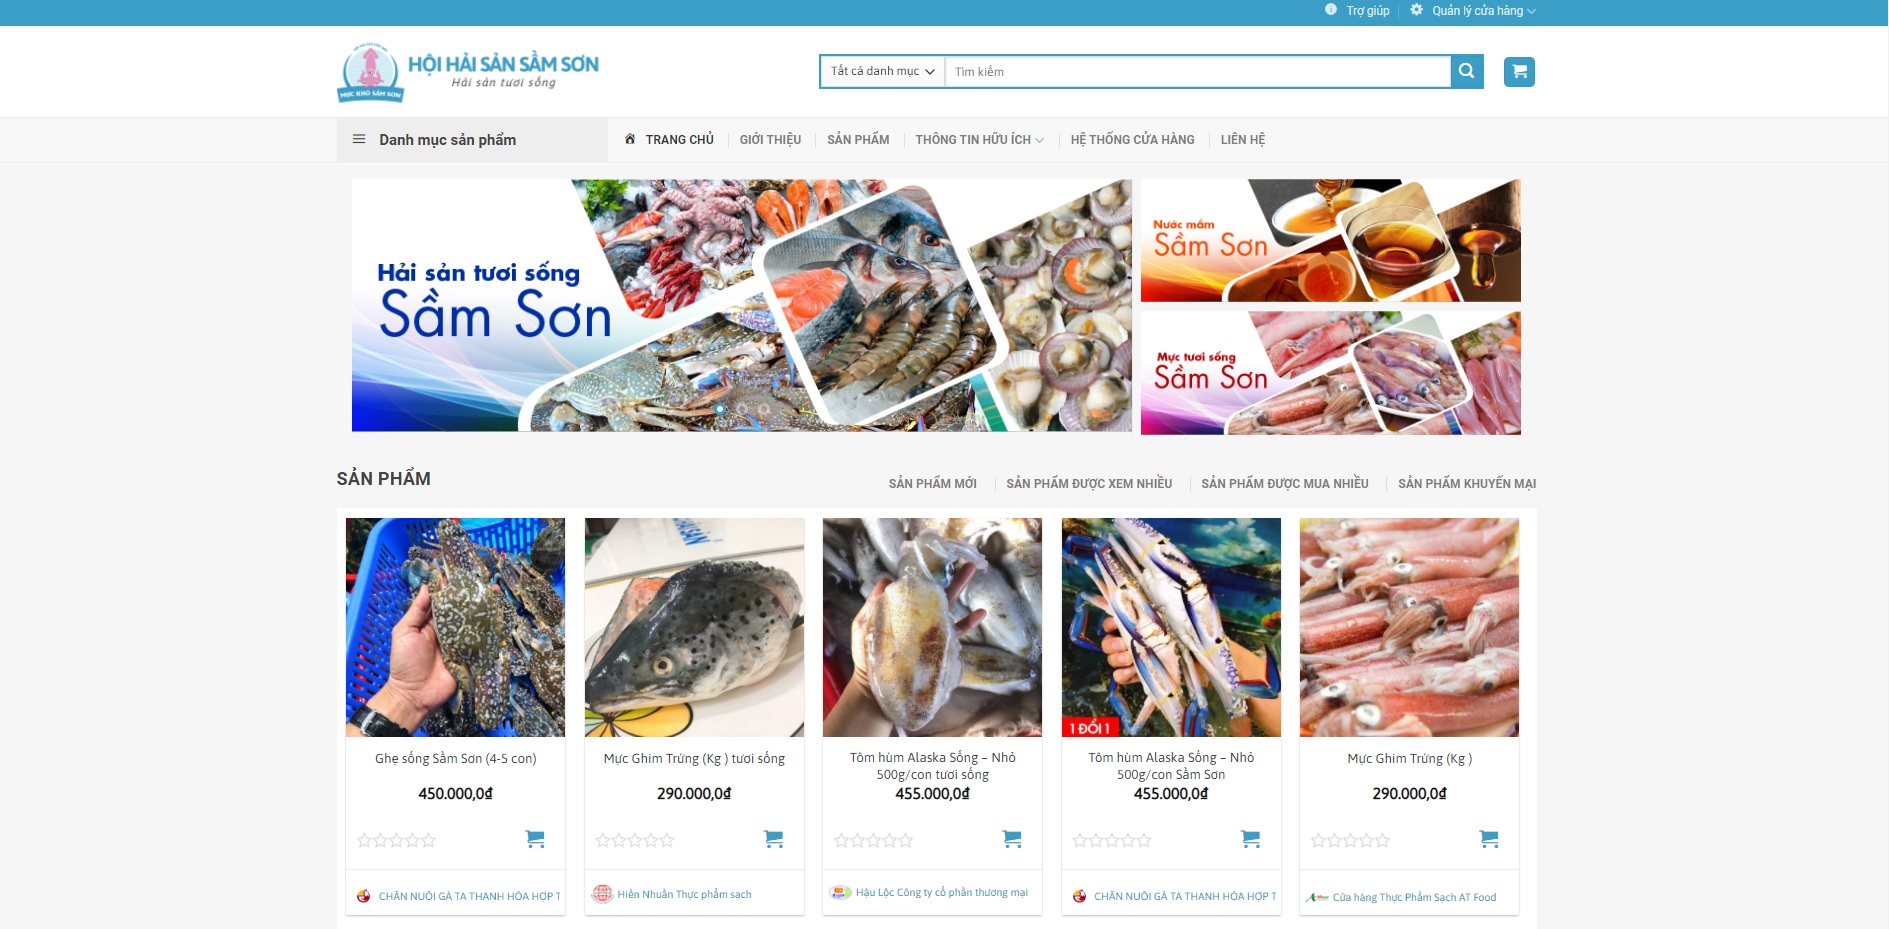 Trợ giúp
Quản lý cửa hàng
HỘI HẢI SẢN SẦM SƠN
Hải sản tươi sống
MỰC KHÔ SẦM SƠN
Tất cả danh mục
Tìm kiếm
Danh mục sản phẩm
TRANG CHỦ
GIỚI THIỆU
SẢN PHẨM
THÔNG TIN HỮU ÍCH
HỆ THỐNG CỬA HÀNG
LIÊN HỆ
Hải sản tươi sống
Sầm Sơn
Nước mắm
Sầm Sơn
Mực tươi sống
Sầm Sơn
SẢN PHẨM
SẢN PHẨM MỚI
SẢN PHẨM ĐƯỢC XEM NHIỀU
SẢN PHẨM ĐƯỢC MUA NHIỀU
SẢN PHẨM KHUYẾN MẠI
Ghẹ sống Sầm Sơn (4-5 con)
450.000,0₫
CHĂN NUÔI GÀ TA THANH HÓA HỢP T
Mực Ghim Trứng (Kg ) tươi sống
290.000,0₫
Hiền Nhuần Thực phẩm sạch
Tôm hùm Alaska Sống – Nhỏ
500g/con tươi sống
455.000,0₫
Hậu Lộc Công ty cổ phần thương mại
1 ĐỔI 1
Tôm hùm Alaska Sống – Nhỏ
500g/con Sầm Sơn
455.000,0₫
CHĂN NUÔI GÀ TA THANH HÓA HỢP T
Mực Ghim Trứng (Kg )
290.000,0₫
Cửa hàng Thực Phẩm Sạch AT Food